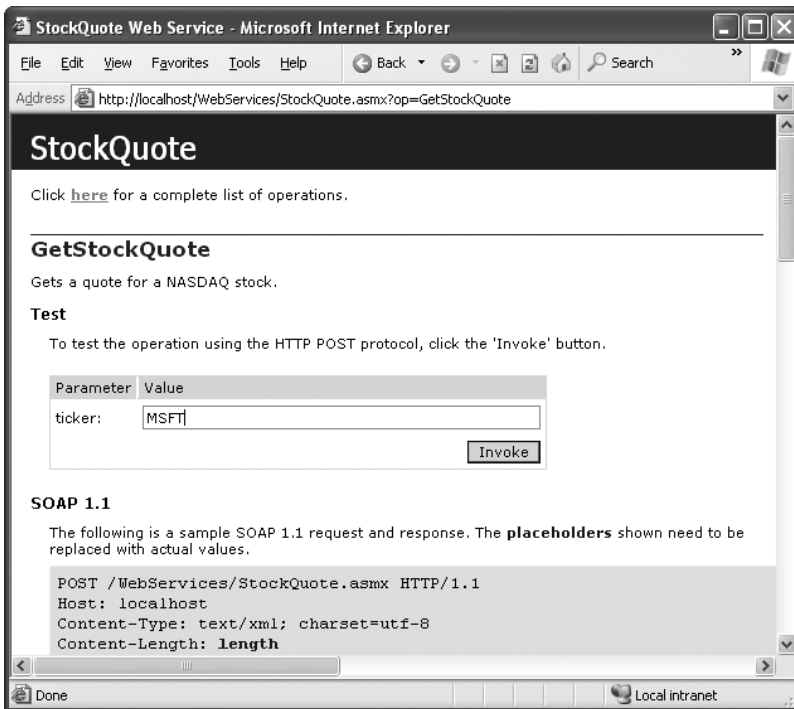 StockQuote Web Service - Microsoft Internet Explorer
File Edit View Favorites Tools Help Back Search »
Address http://localhost/WebServices/StockQuote.asmx?op=GetStockQuote
StockQuote
Click here for a complete list of operations.
GetStockQuote
Gets a quote for a NASDAQ stock.
Test
To test the operation using the HTTP POST protocol, click the 'Invoke' button.
Parameter Value
ticker: MSFT
Invoke
SOAP 1.1
The following is a sample SOAP 1.1 request and response. The placeholders shown need to be
replaced with actual values.
POST /WebServices/StockQuote.asmx HTTP/1.1
Host: localhost
Content-Type: text/xml; charset=utf-8
Content-Length: length
Done Local intranet